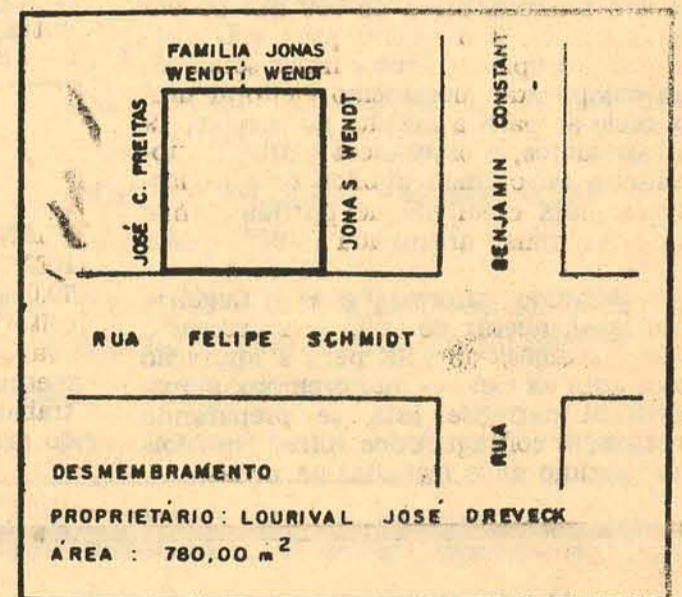 FAMILIA JONAS
WENDT WENDT
JOSÉ C. FREITAS
JONAS WENDT
RUA BENJAMIN CONSTANT
RUA FELIPE SCHMIDT
DESMEMBRAMENTO
PROPRIETÁRIO: LOURIVAL JOSÉ DREVECK
ÁREA : 780,00 m²